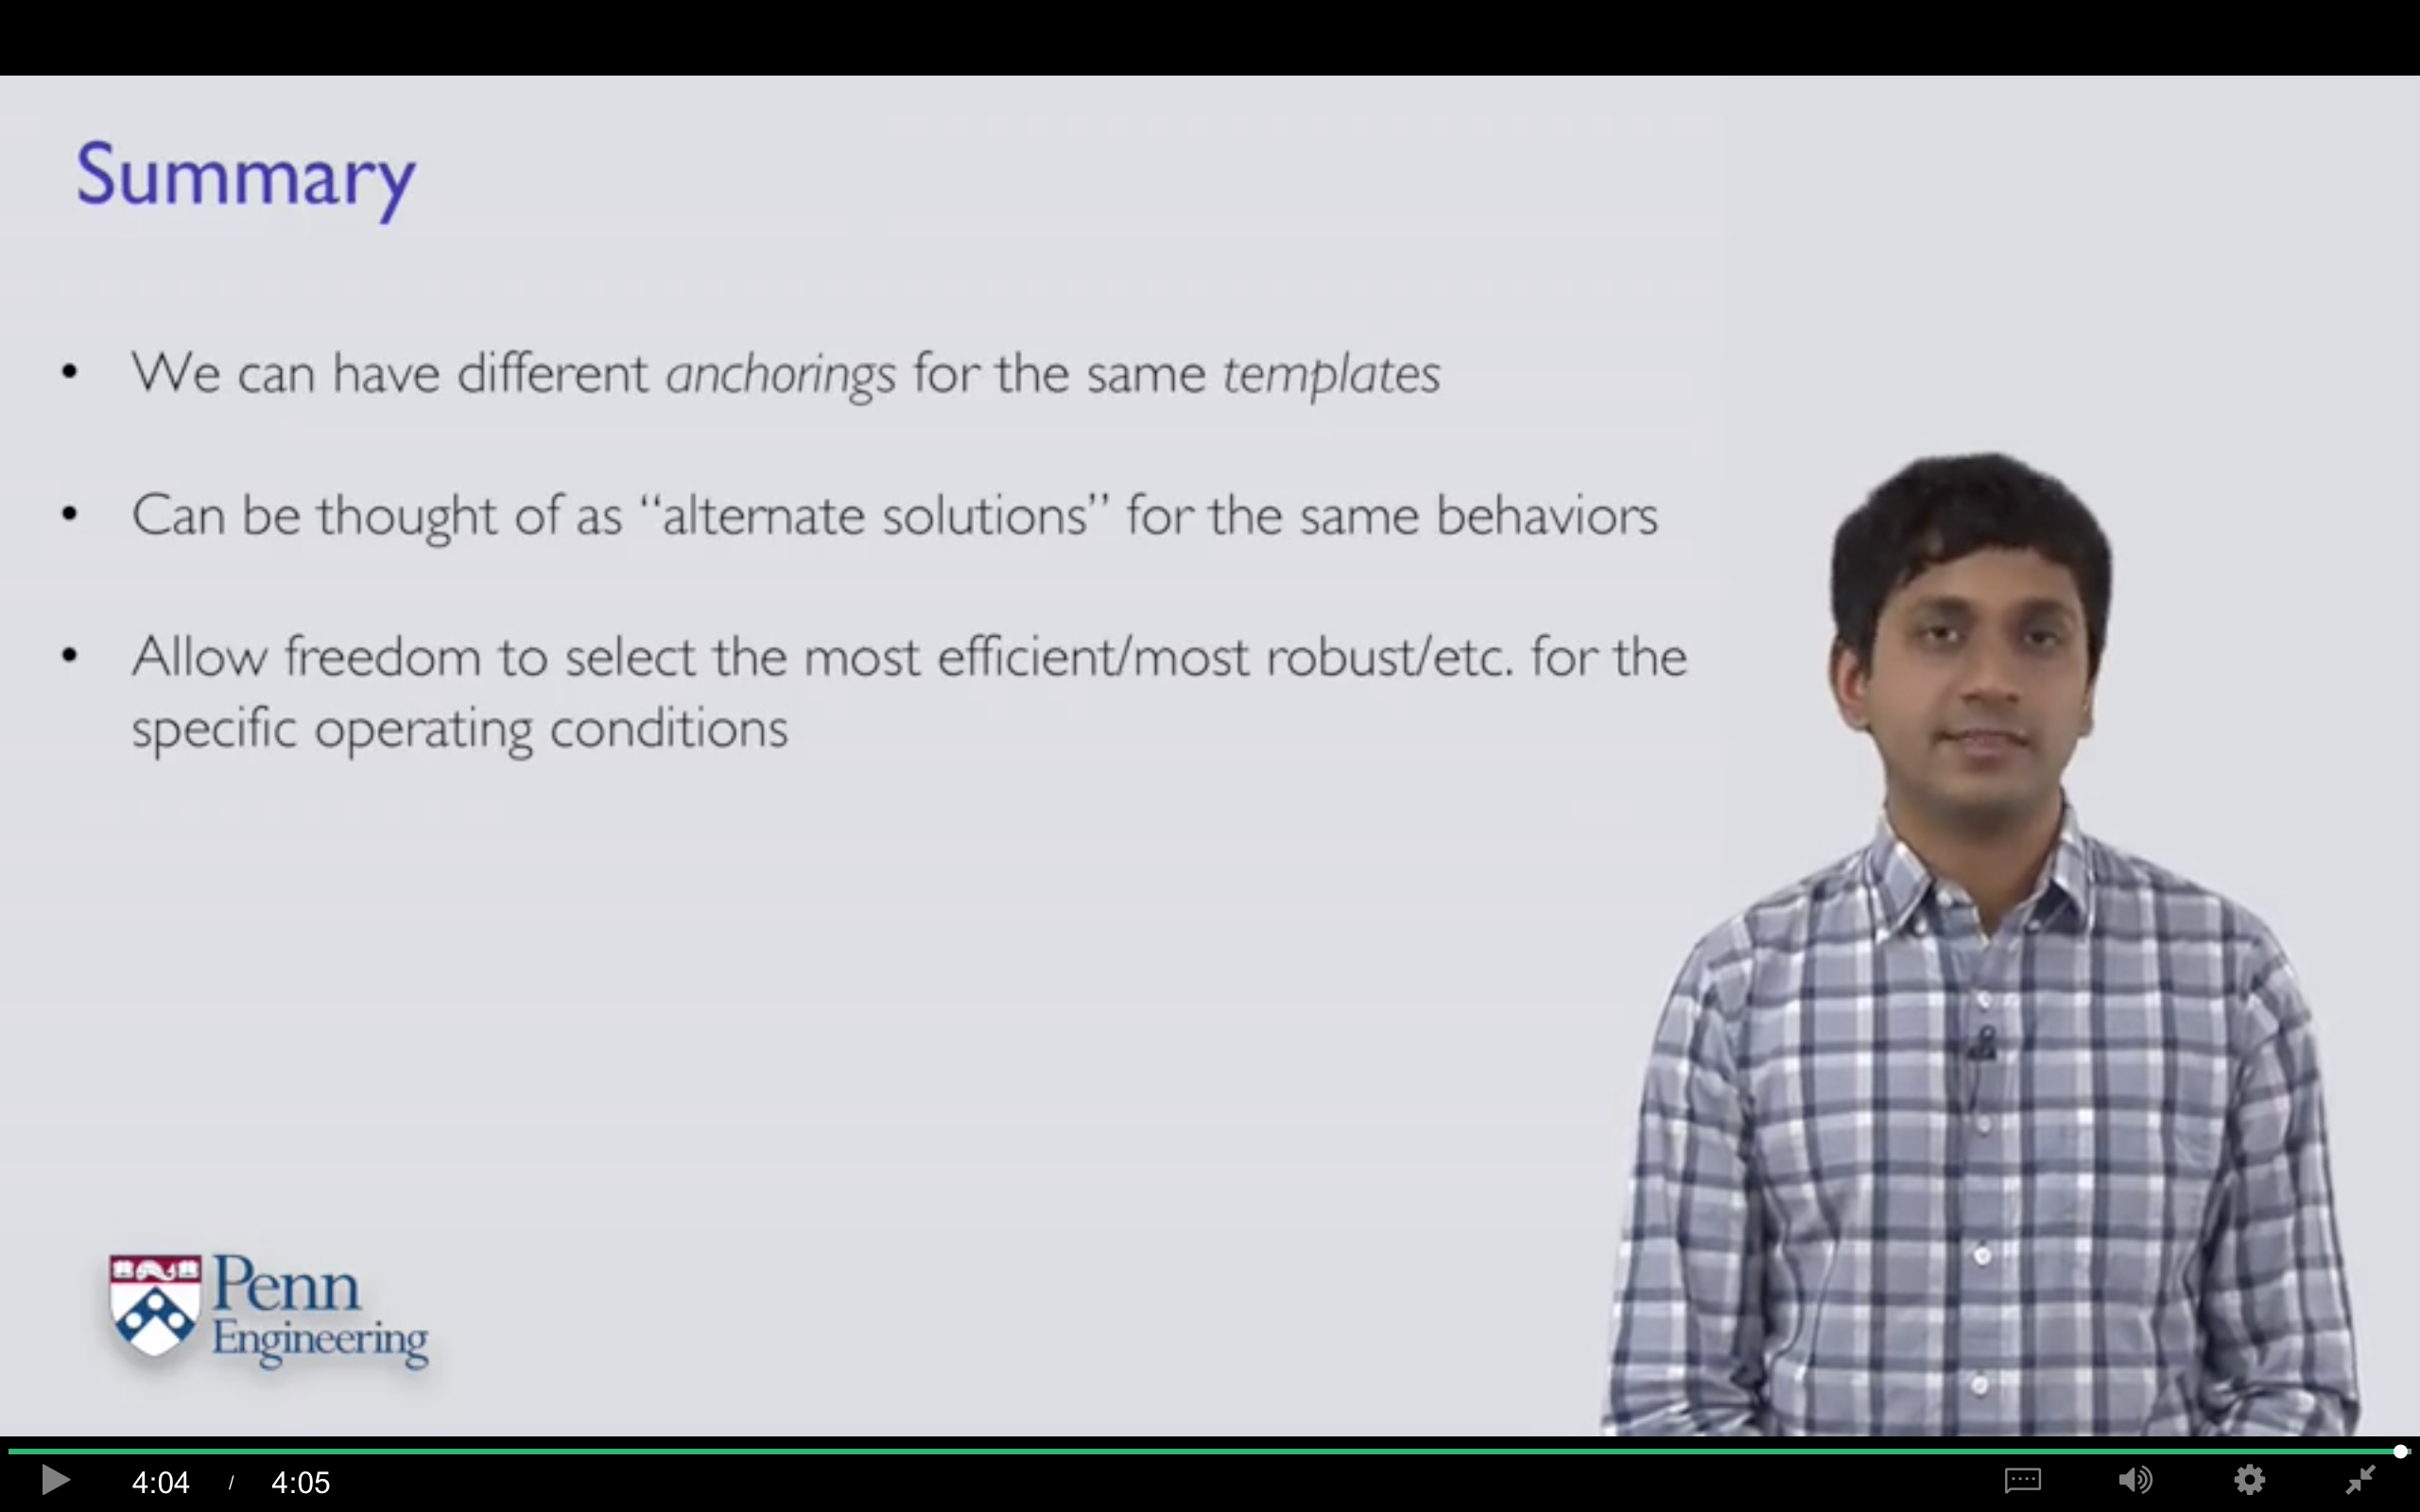 Summary
• We can have different anchorings for the same templates
• Can be thought of as “alternate solutions” for the same behaviors
• Allow freedom to select the most efficient/most robust/etc. for the
specific operating conditions
Penn
Engineering
4:04 / 4:05